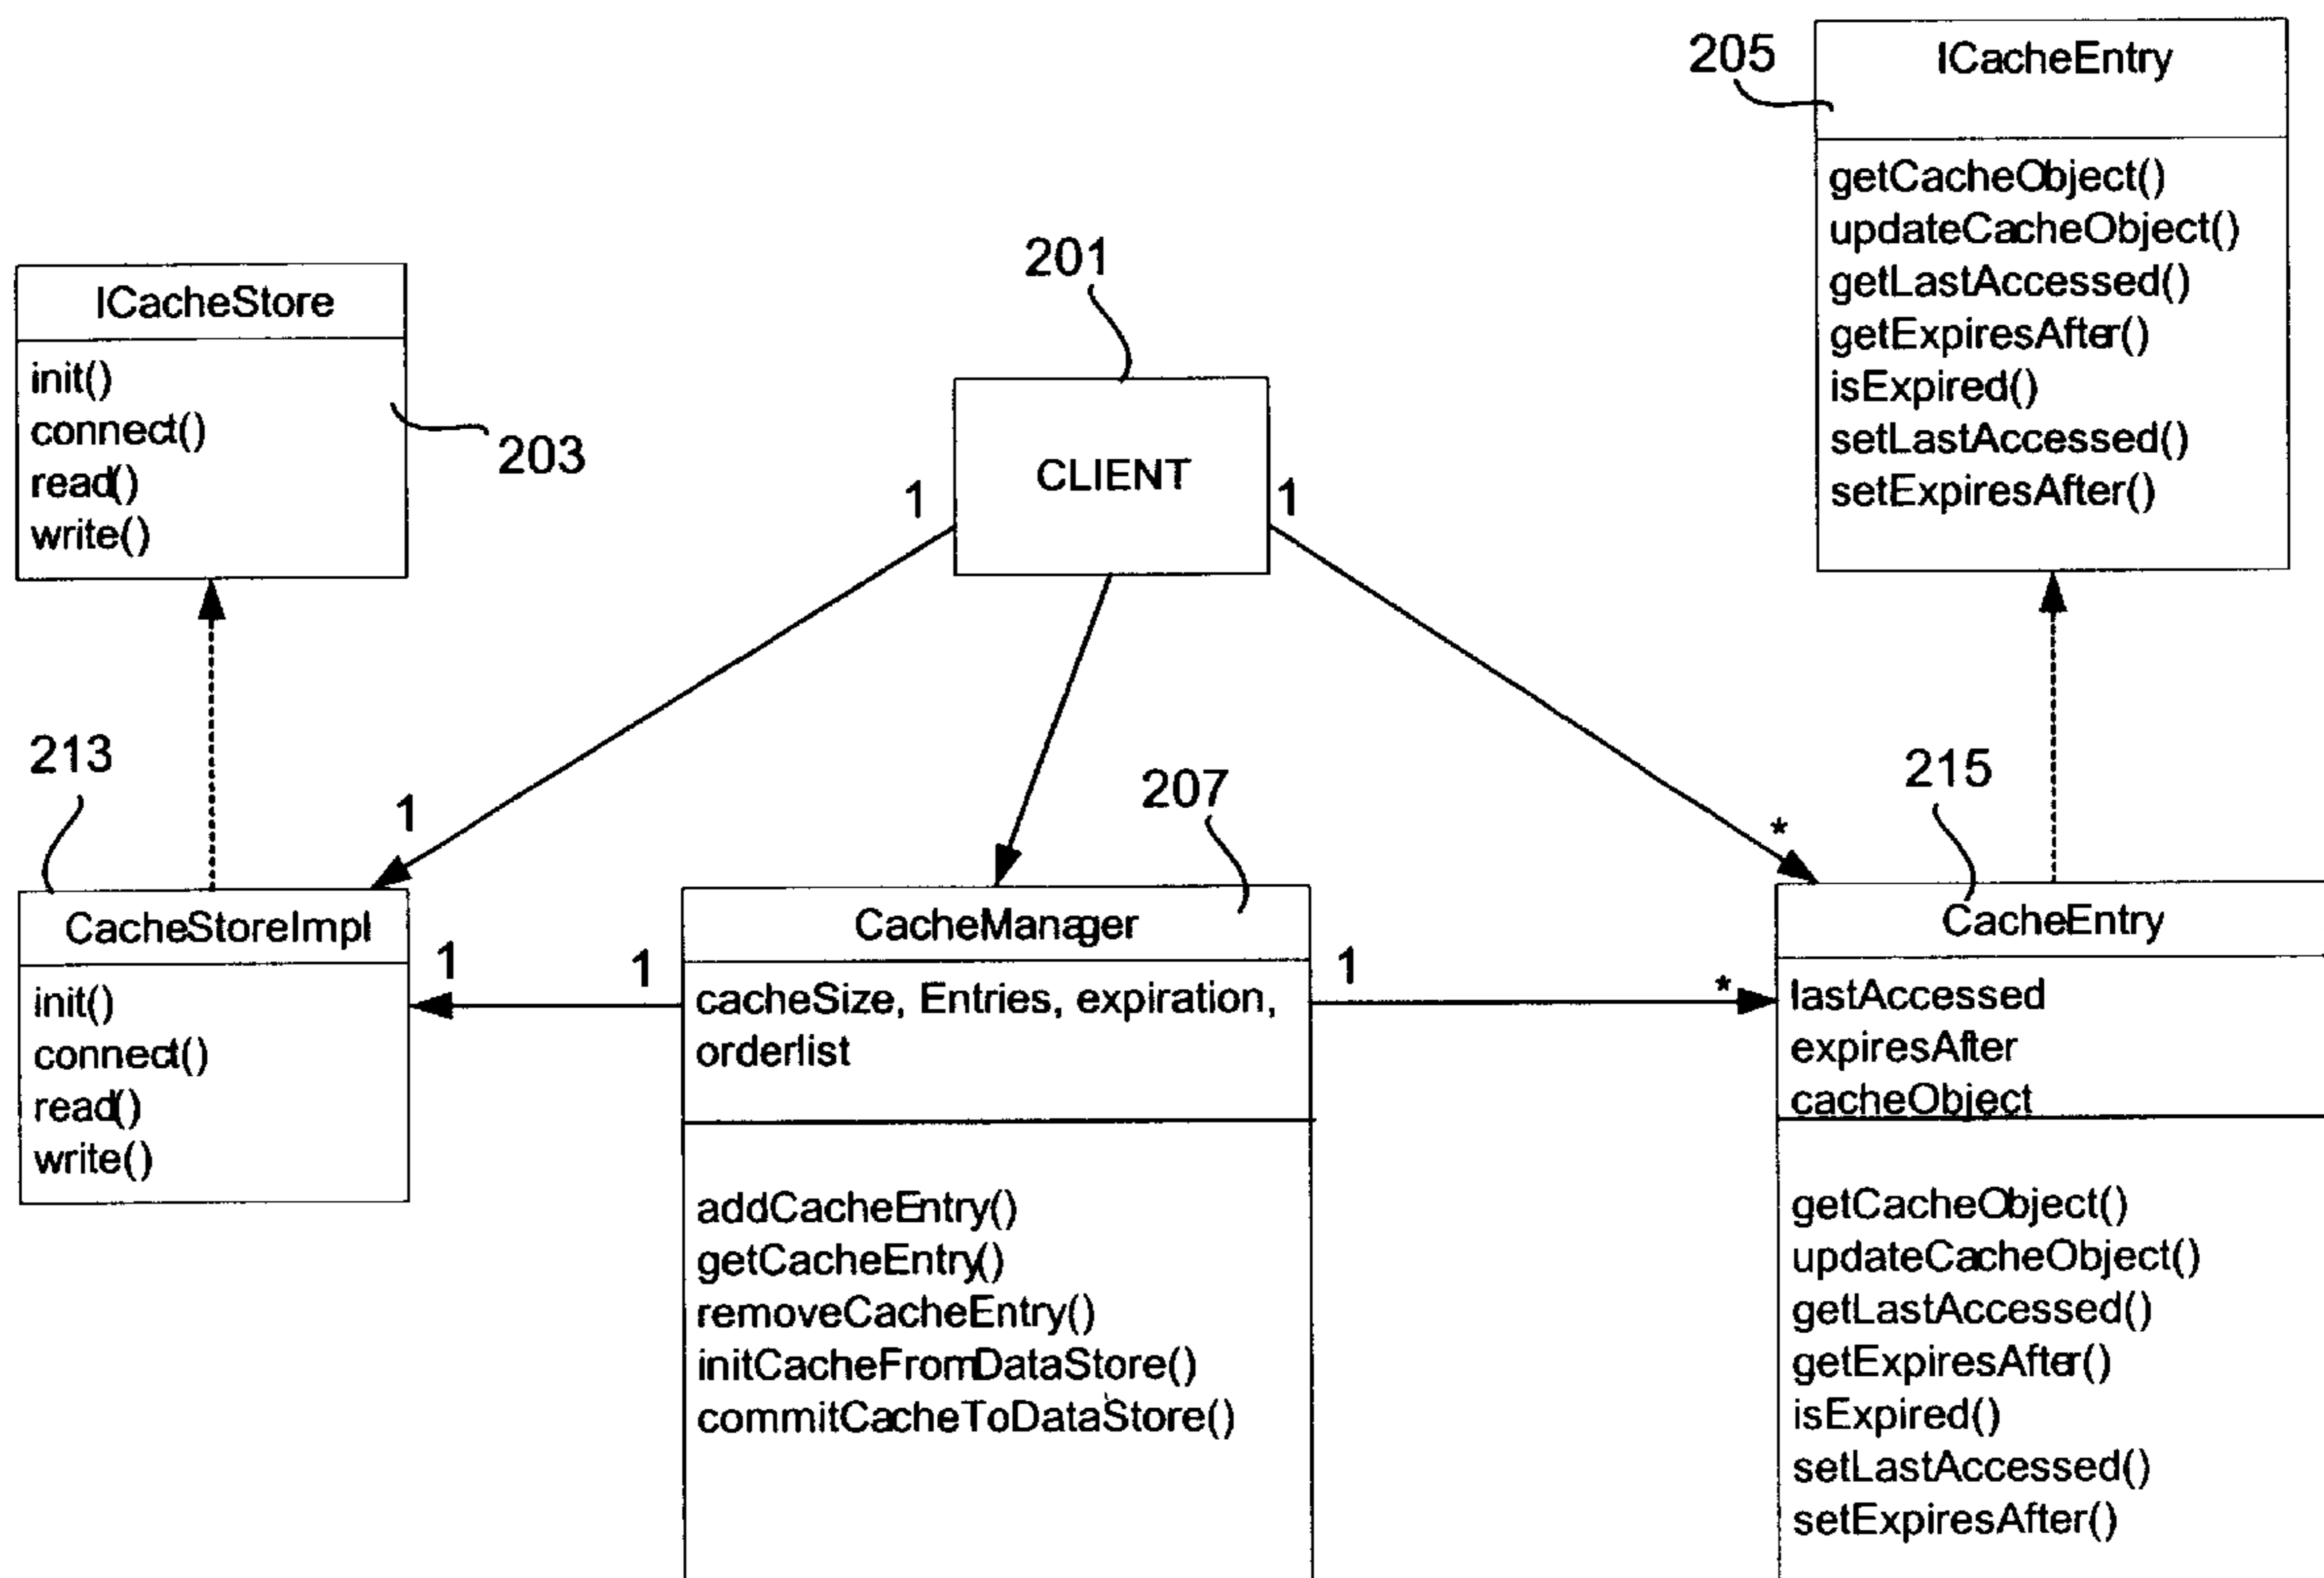 205
ICacheEntry
getCacheObject()
updateCacheObject()
getLastAccessed()
getExpiresAfter()
isExpired()
setLastAccessed()
setExpiresAfter()
201
CLIENT
1
1
ICacheStore
init()
connect()
read()
write()
203
213
1
207
*
215
CacheStoreImpl
init()
connect()
read()
write()
1
1
CacheManager
cacheSize, Entries, expiration,
orderlist
addCacheEntry()
getCacheEntry()
removeCacheEntry()
initCacheFromDataStore()
commitCacheToDataStore()
1
*
CacheEntry
lastAccessed
expiresAfter
cacheObject
getCacheObject()
updateCacheObject()
getLastAccessed()
getExpiresAfter()
isExpired()
setLastAccessed()
setExpiresAfter()